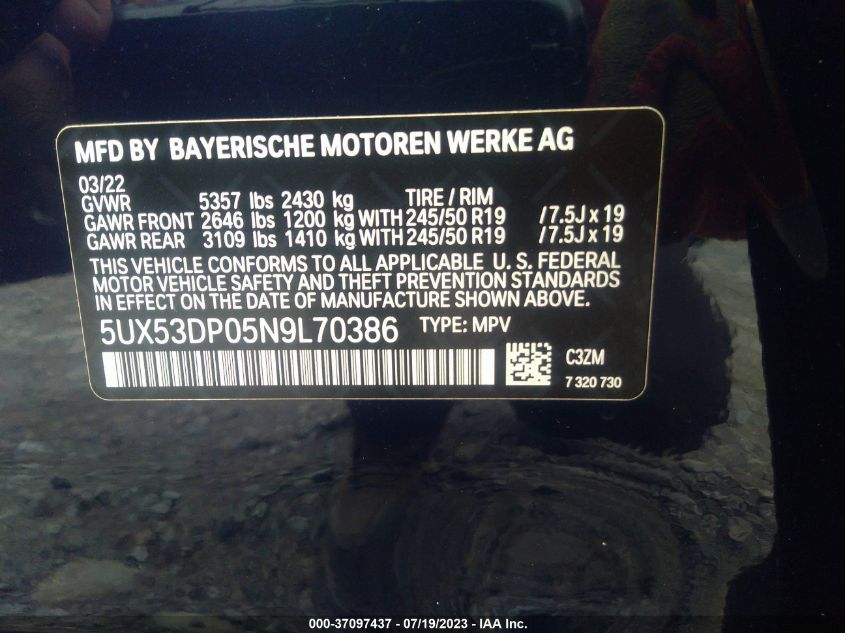 MFD BY BAYERISCHE MOTOREN WERKE AG
03/22
GVWR 5357 lbs 2430 kg TIRE / RIM
GAWR FRONT 2646 lbs 1200 kg WITH 245/50 R19 /7.5J x 19
GAWR REAR 3109 lbs 1410 kg WITH 245/50 R19 /7.5J x 19
THIS VEHICLE CONFORMS TO ALL APPLICABLE U. S. FEDERAL
MOTOR VEHICLE SAFETY AND THEFT PREVENTION STANDARDS
IN EFFECT ON THE DATE OF MANUFACTURE SHOWN ABOVE.
5UX53DP05N9L70386 TYPE: MPV
C3ZM
7 320 730
000-37097437 - 07/19/2023 - IAA Inc.